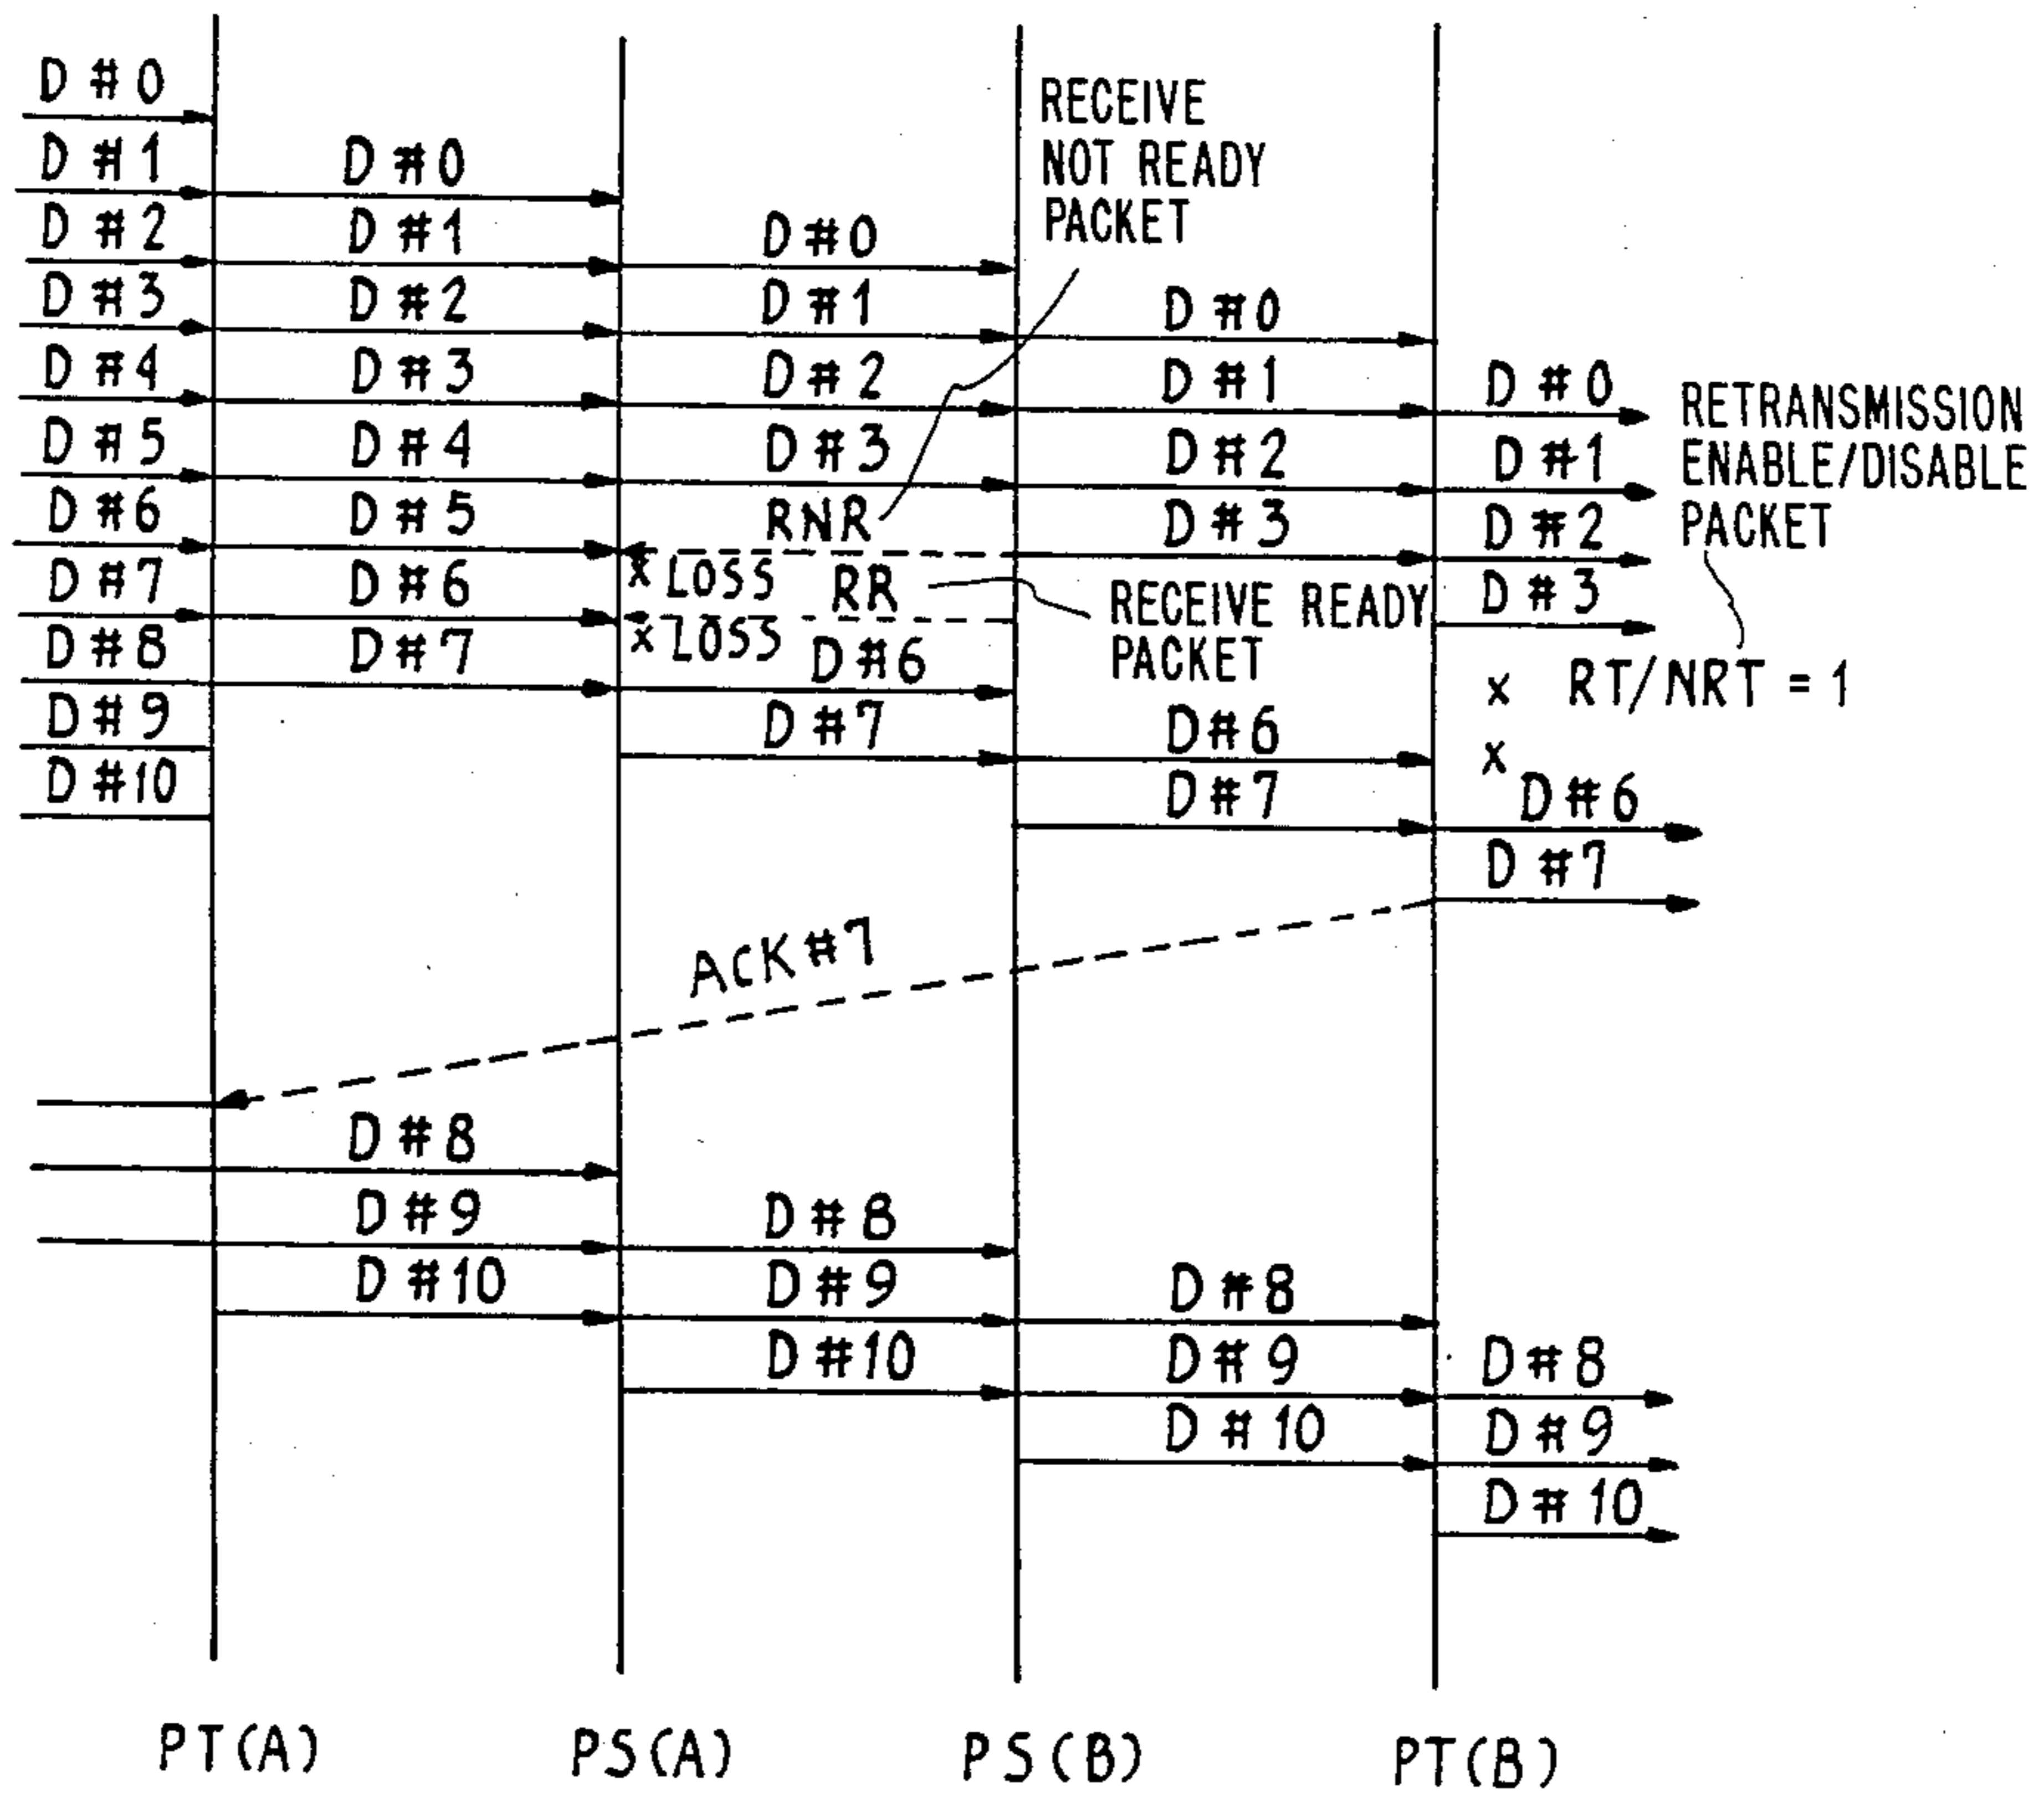 D #0
D #1
D #0
D #2
D #1
D #0
D #3
D #2
D #1
D #0
D #4
D #3
D #2
D #1
D #0
D #5
D #4
D #3
D #2
D #1
D #6
D #5
RNR
D #3
D #2
D #7
D #6
x LOSS
RR
D #3
D #8
D #7
x LOSS
D #6
x RT/NRT = 1
D #9
D #7
D #6
x
D #10
D #7
D #6
D #7
RECEIVE
NOT READY
PACKET
RETRANSMISSION
ENABLE/DISABLE
PACKET
RECEIVE READY
PACKET
ACK #7
D #8
D #9
D #8
D #10
D #9
D #8
D #10
D #9
D #8
D #10
D #9
D #10
PT(A)
PS(A)
PS(B)
PT(B)